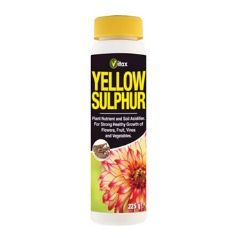 Vitax
YELLOW
SULPHUR
Plant Nutrient and Soil Acidifier.
For Strong Healthy Growth of
Flowers, Fruit, Vines
and Vegetables.
225 g